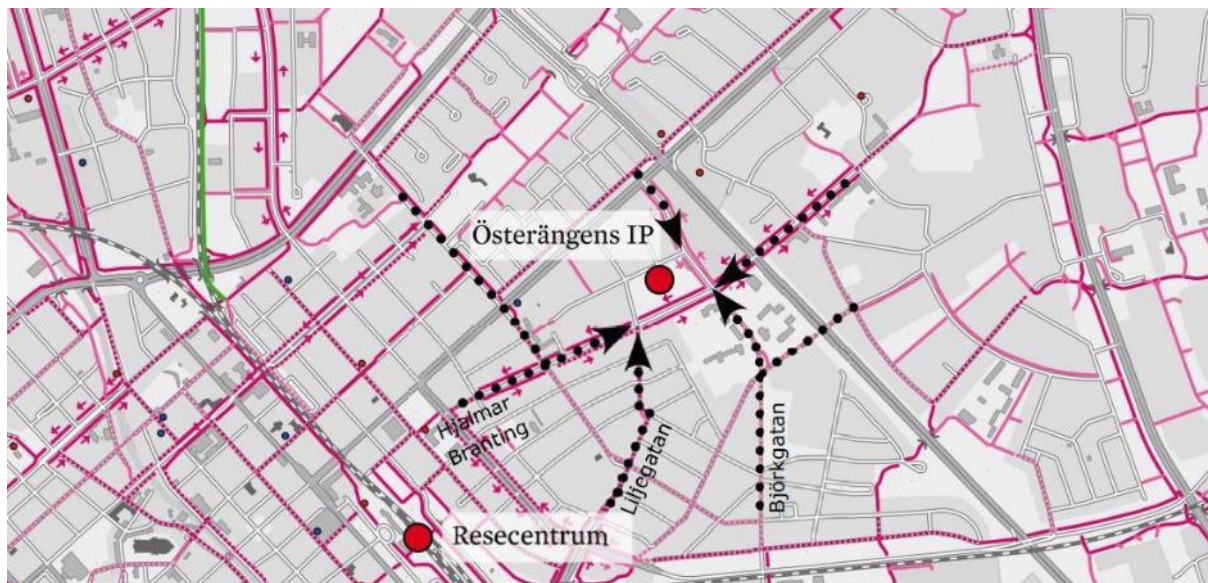 Österängens IP
Hjalmar
Branting
Liljegatan
Björkgatan
Resecentrum